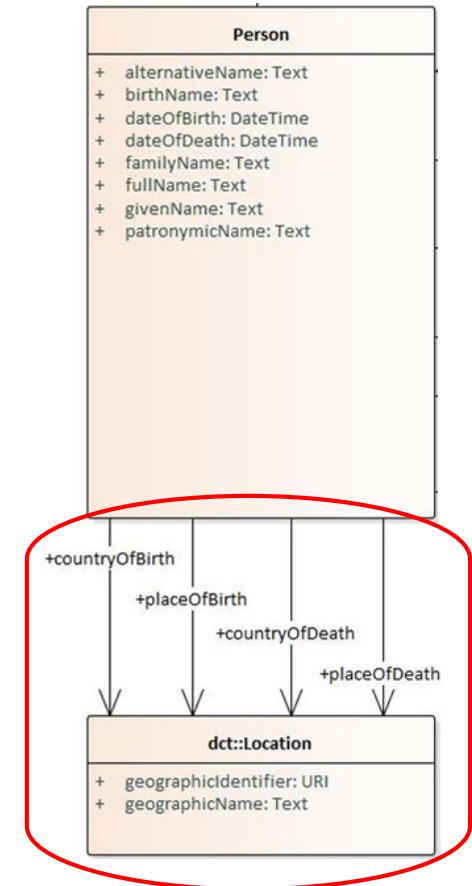 Person
+ alternativeName: Text
+ birthName: Text
+ dateOfBirth: DateTime
+ dateOfDeath: DateTime
+ familyName: Text
+ fullName: Text
+ givenName: Text
+ patronymicName: Text
+countryOfBirth
+placeOfBirth
+countryOfDeath
+placeOfDeath
dct::Location
+ geographicIdentifier: URI
+ geographicName: Text